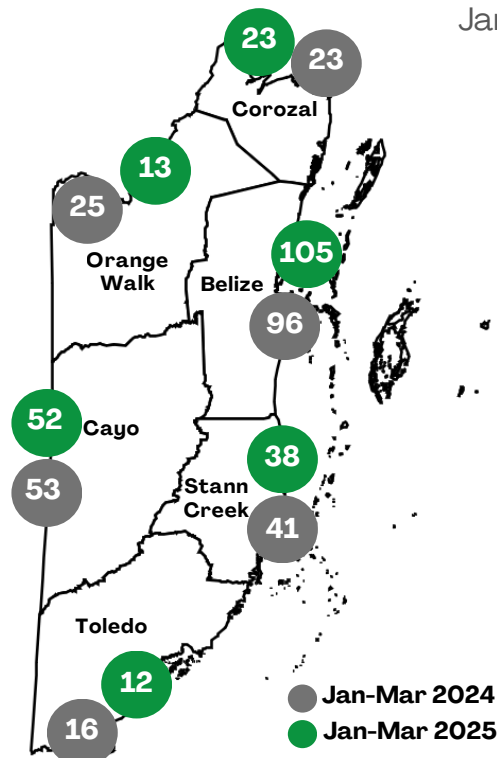 Jan
23
23
Corozal
13
25
Orange
Walk
105
Belize
96
52
Cayo
53
38
Stann
Creek
41
Toledo
12
16
Jan-Mar 2024
Jan-Mar 2025